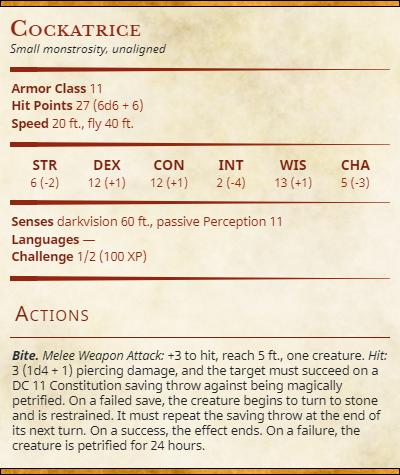 Cockatrice
Small monstrosity, unaligned
Armor Class 11
Hit Points 27 (6d6 + 6)
Speed 20 ft., fly 40 ft.
STR DEX CON INT WIS CHA
6 (-2) 12 (+1) 12 (+1) 2 (-4) 13 (+1) 5 (-3)
Senses darkvision 60 ft., passive Perception 11
Languages —
Challenge 1/2 (100 XP)
Actions
Bite. Melee Weapon Attack: +3 to hit, reach 5 ft., one creature. Hit:
3 (1d4 + 1) piercing damage, and the target must succeed on a
DC 11 Constitution saving throw against being magically
petrified. On a failed save, the creature begins to turn to stone
and is restrained. It must repeat the saving throw at the end of
its next turn. On a success, the effect ends. On a failure, the
creature is petrified for 24 hours.